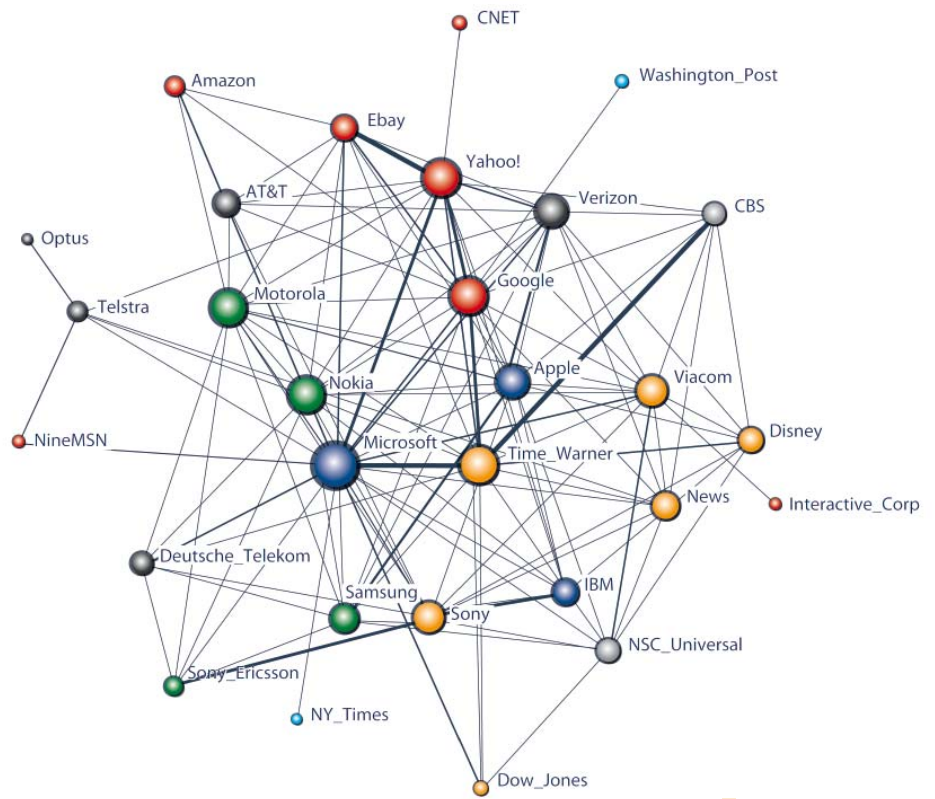 CNET
Washington_Post
Amazon
Ebay
Yahoo!
AT&T
Verizon
CBS
Optus
Google
Motorola
Telstra
Apple
Viacom
Nokia
Disney
NineMSN
Microsoft
Time_Warner
News
Interactive_Corp
Deutsche_Telekom
IBM
Samsung
Sony
NSC_Universal
Sony_Ericsson
NY_Times
Dow_Jones